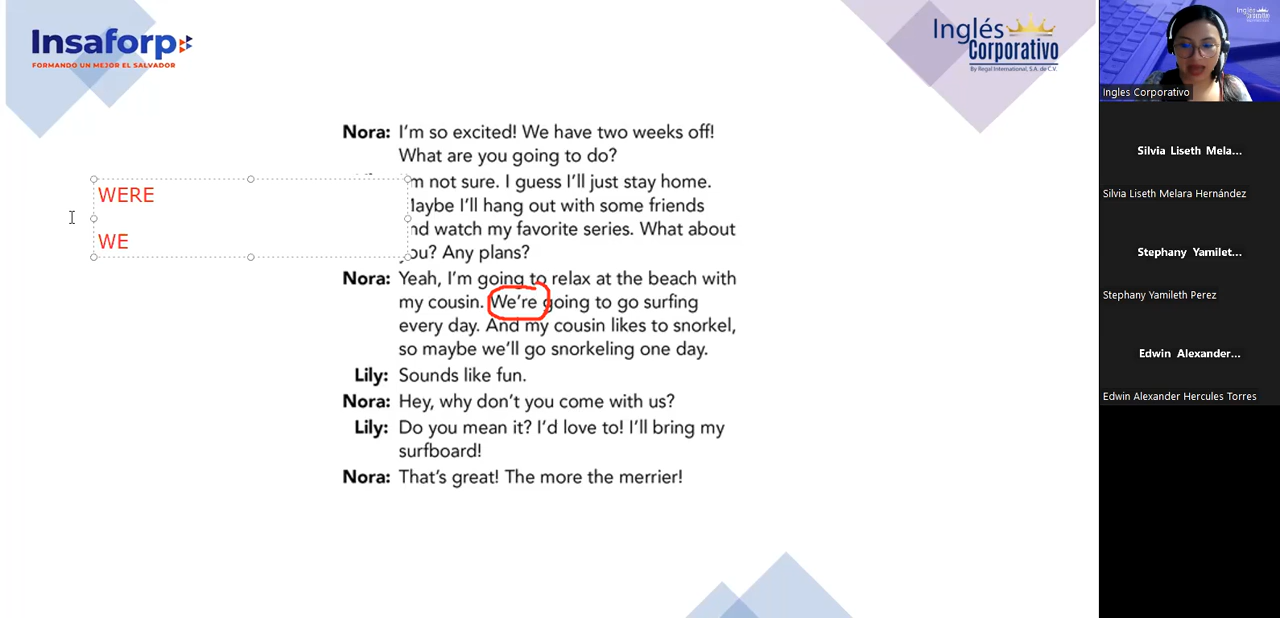 Insaforp
FORMANDO UN MEJOR EL SALVADOR
Inglés
Corporativo
By Regal International, S.A. de C.V.
Nora: I'm so excited! We have two weeks off!
What are you going to do?
I'm not sure. I guess I'll just stay home.
Maybe I'll hang out with some friends
and watch my favorite series. What about
you? Any plans?
Nora: Yeah, I'm going to relax at the beach with
my cousin. We're going to go surfing
every day. And my cousin likes to snorkel,
so maybe we'll go snorkeling one day.
Lily: Sounds like fun.
Nora: Hey, why don't you come with us?
Lily: Do you mean it? I'd love to! I'll bring my
surfboard!
Nora: That's great! The more the merrier!
WERE
WE
Ingles Corporativo
Silvia Liseth Mela...
Silvia Liseth Melara Hernández
Stephany Yamilet...
Stephany Yamileth Perez
Edwin Alexander...
Edwin Alexander Hercules Torres